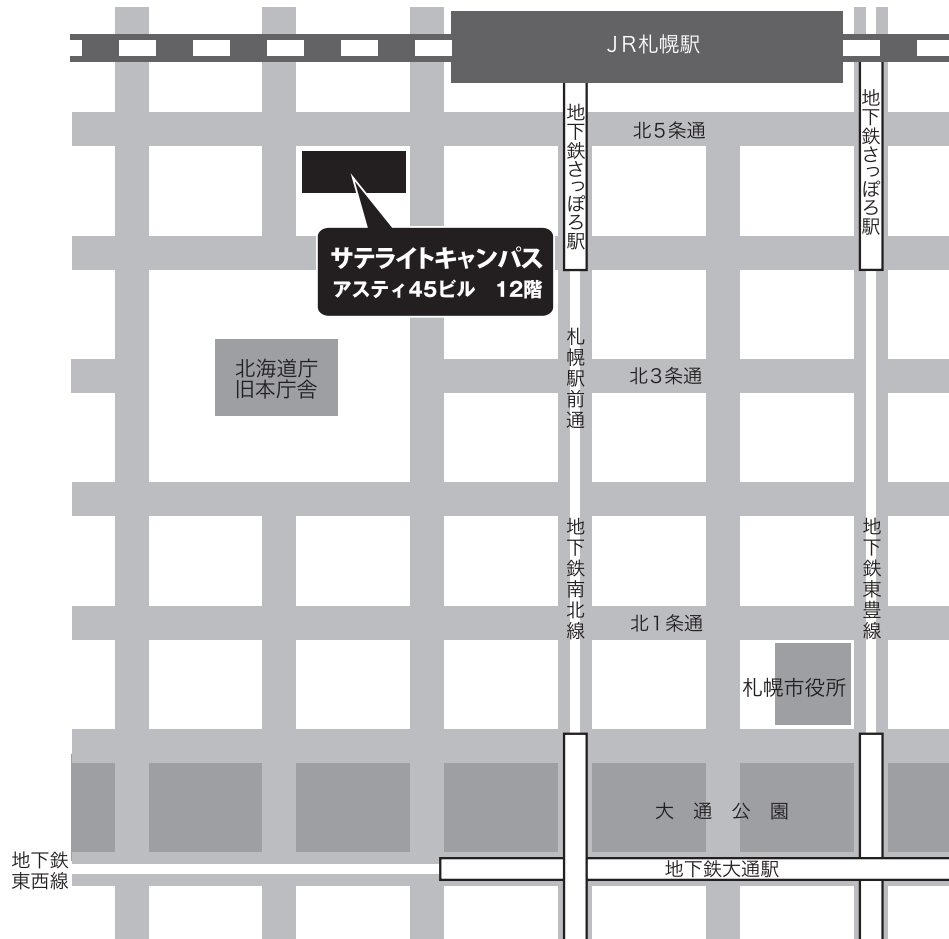 JR札幌駅
地下鉄さっぽろ駅
地下鉄さっぽろ駅
北5条通
サテライトキャンパス
アスティ45ビル　12階
北海道庁
旧本庁舎
札幌駅前通
北3条通
地下鉄南北線
地下鉄東豊線
北1条通
札幌市役所
大通公園
地下鉄
東西線
地下鉄大通駅